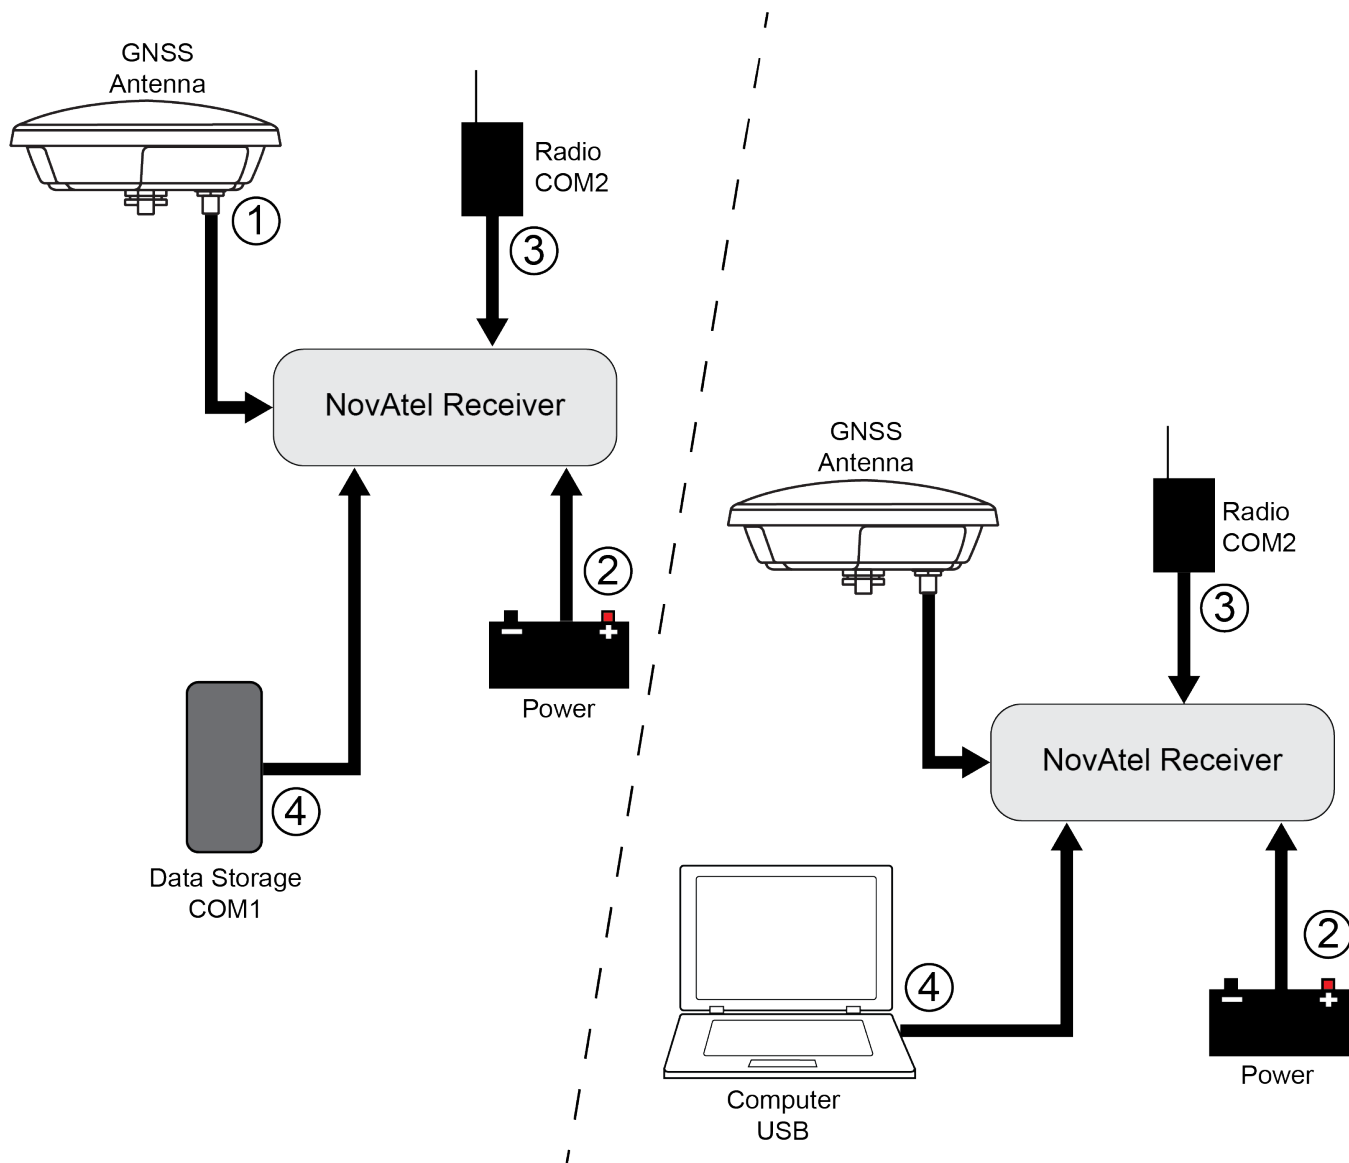 GNSS
Antenna
1
Radio
COM2
3
NovAtel Receiver
2
Power
4
Data Storage
COM1
GNSS
Antenna
Radio
COM2
3
NovAtel Receiver
2
Power
4
Computer
USB